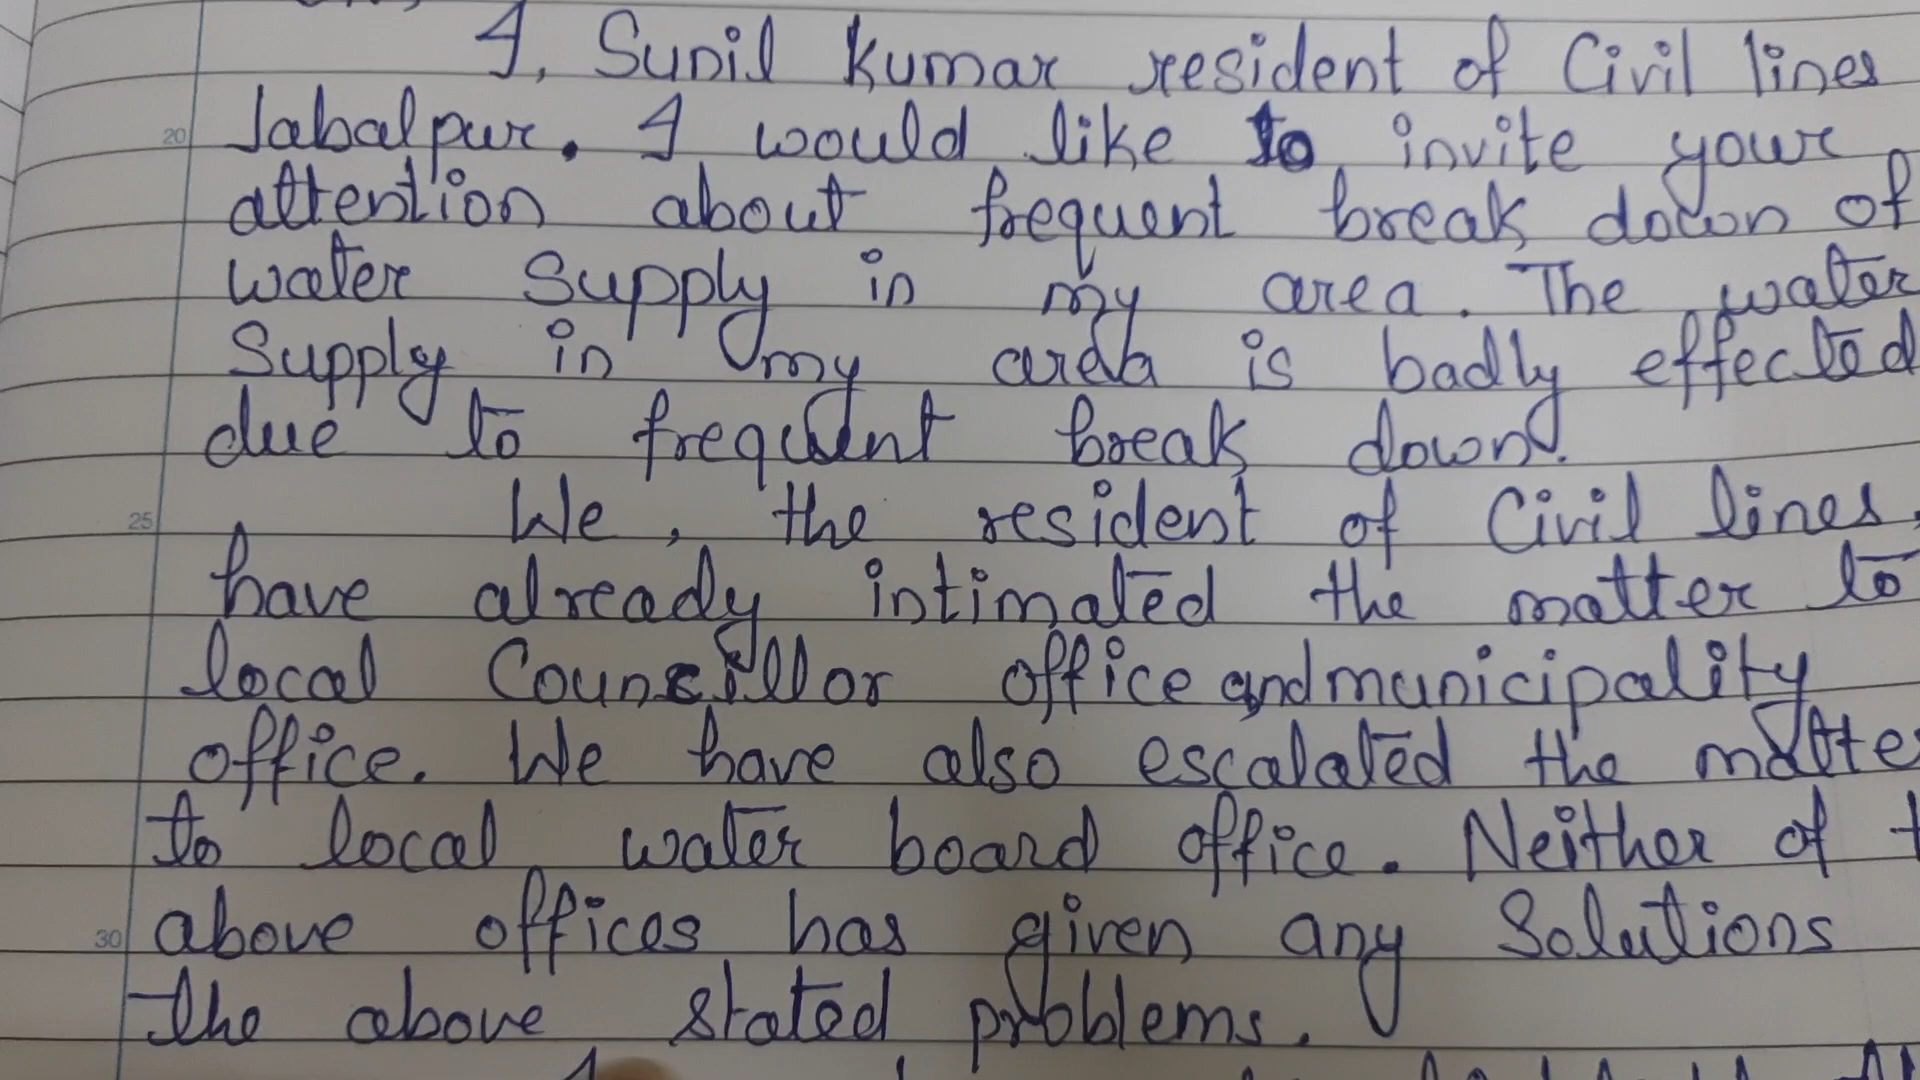 I, Sunil Kumar resident of Civil lines
20 Jabalpur. I would like to invite your
attention about frequent break down of
water Supply in my area. The water
Supply in my area is badly effected
due to frequent break down.
25 We, the resident of Civil lines,
have already intimated the matter to
local Councillor office and municipality
office. We have also escalated the matte
to local water board office. Neither of t
30 above offices has given any Solutions
the above stated problems.